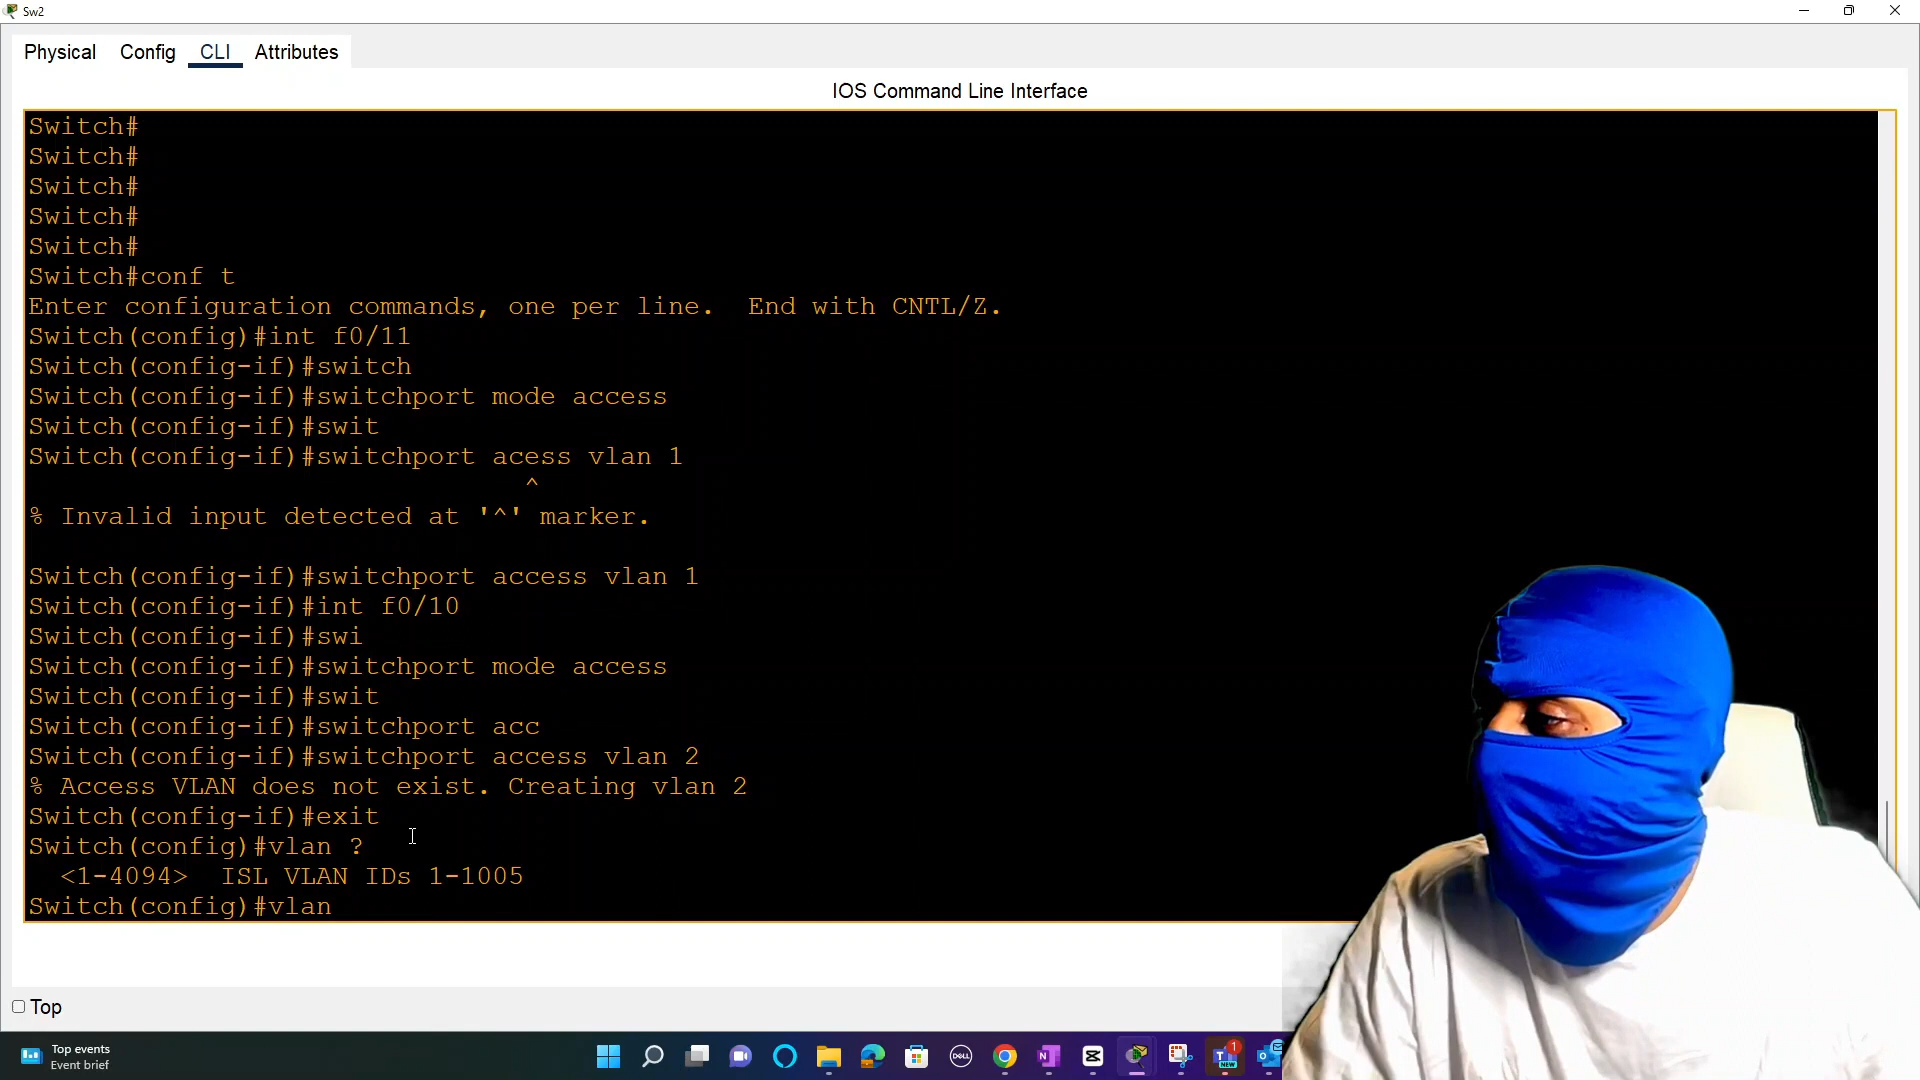 Sw2
Physical Config CLI Attributes
IOS Command Line Interface
Switch#
Switch#
Switch#
Switch#
Switch#
Switch#conf t
Enter configuration commands, one per line.  End with CNTL/Z.
Switch(config)#int f0/11
Switch(config-if)#switch
Switch(config-if)#switchport mode access
Switch(config-if)#swit
Switch(config-if)#switchport acess vlan 1
^
% Invalid input detected at '^' marker.
Switch(config-if)#switchport access vlan 1
Switch(config-if)#int f0/10
Switch(config-if)#swi
Switch(config-if)#switchport mode access
Switch(config-if)#swit
Switch(config-if)#switchport acc
Switch(config-if)#switchport access vlan 2
% Access VLAN does not exist. Creating vlan 2
Switch(config-if)#exit
Switch(config)#vlan ?
<1-4094>  ISL VLAN IDs 1-1005
Switch(config)#vlan
Top
Top events
Event brief
DELL
N
T
1
NEW